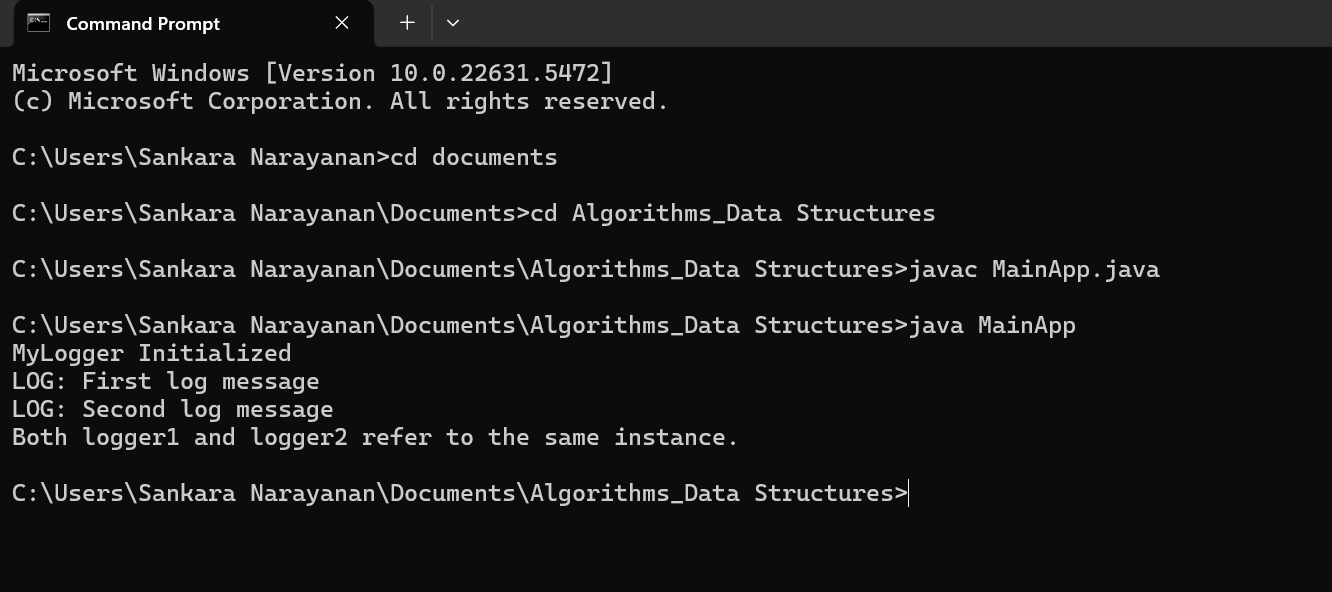 Command Prompt
Microsoft Windows [Version 10.0.22631.5472]
(c) Microsoft Corporation. All rights reserved.
C:\Users\Sankara Narayanan>cd documents
C:\Users\Sankara Narayanan\Documents>cd Algorithms_Data Structures
C:\Users\Sankara Narayanan\Documents\Algorithms_Data Structures>javac MainApp.java
C:\Users\Sankara Narayanan\Documents\Algorithms_Data Structures>java MainApp
MyLogger Initialized
LOG: First log message
LOG: Second log message
Both logger1 and logger2 refer to the same instance.
C:\Users\Sankara Narayanan\Documents\Algorithms_Data Structures>